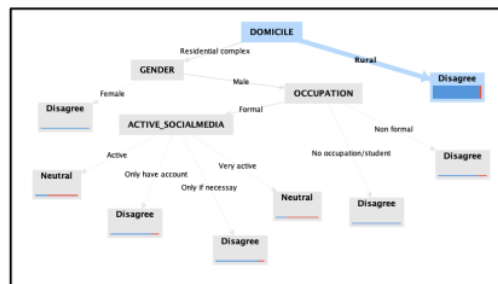 DOMICILE
Residential complex
Rural
GENDER
Disagree
Male
Female
OCCUPATION
Disagree
Formal
ACTIVE_SOCIALMEDIA
Non formal
Active
No occupation/student
Disagree
Very active
Only have account
Neutral
Only if necessay
Neutral
Disagree
Disagree
Disagree